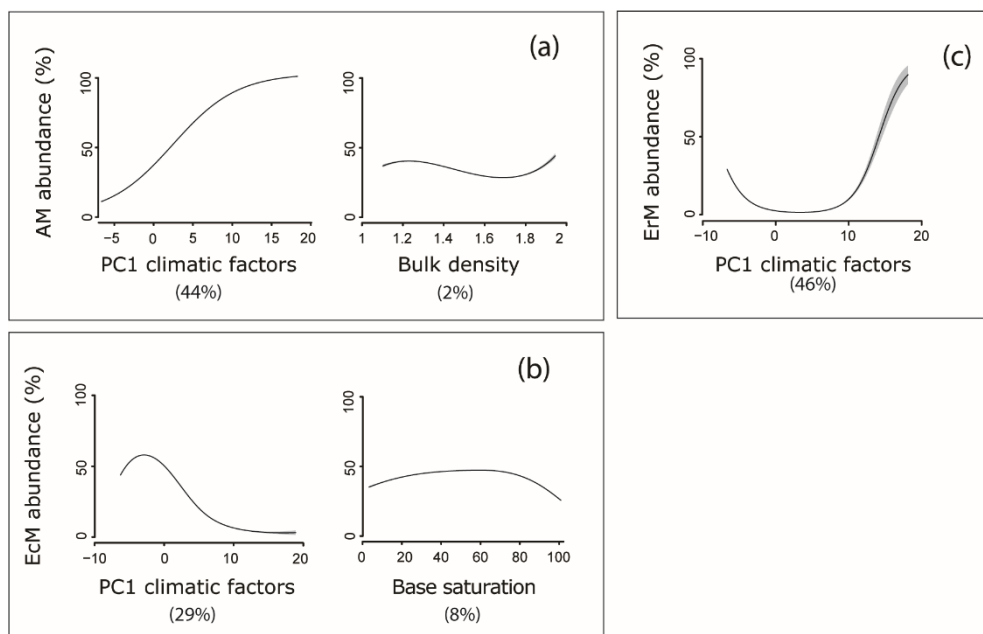 (a)
AM abundance (%)
100
50
0
−5 0 5 10 15 20
PC1 climatic factors
(44%)
100
50
0
1 1.2 1.4 1.6 1.8 2
Bulk density
(2%)
(c)
ErM abundance (%)
100
50
0
−10 0 10 20
PC1 climatic factors
(46%)
(b)
EcM abundance (%)
100
50
0
−10 0 10 20
PC1 climatic factors
(29%)
100
50
0
0 20 40 60 80 100
Base saturation
(8%)